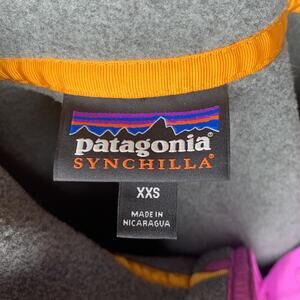 patagonia
SYNCHILLA®
XXS
MADE IN
NICARAGUA